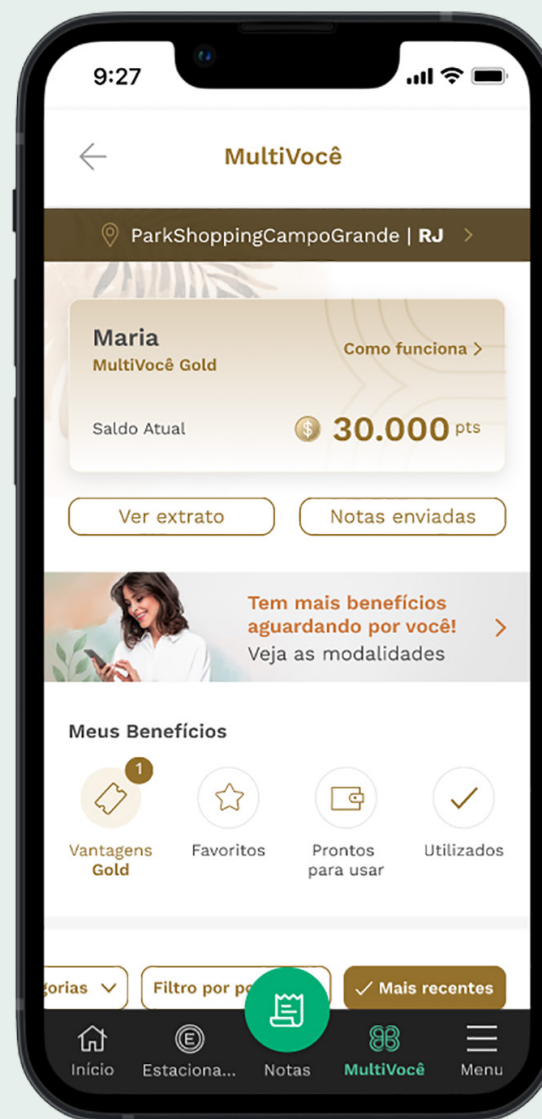 9:27
MultiVocê
ParkShoppingCampoGrande | RJ
Maria
MultiVocê Gold
Como funciona
Saldo Atual
$ 30.000 pts
Ver extrato
Notas enviadas
Tem mais benefícios
aguardando por você!
Veja as modalidades
Meus Benefícios
1
Vantagens
Gold
Favoritos
Prontos
para usar
Utilizados
Filtro por
Mais recentes
E
Início
Estaciona...
Notas
MultiVocê
Menu